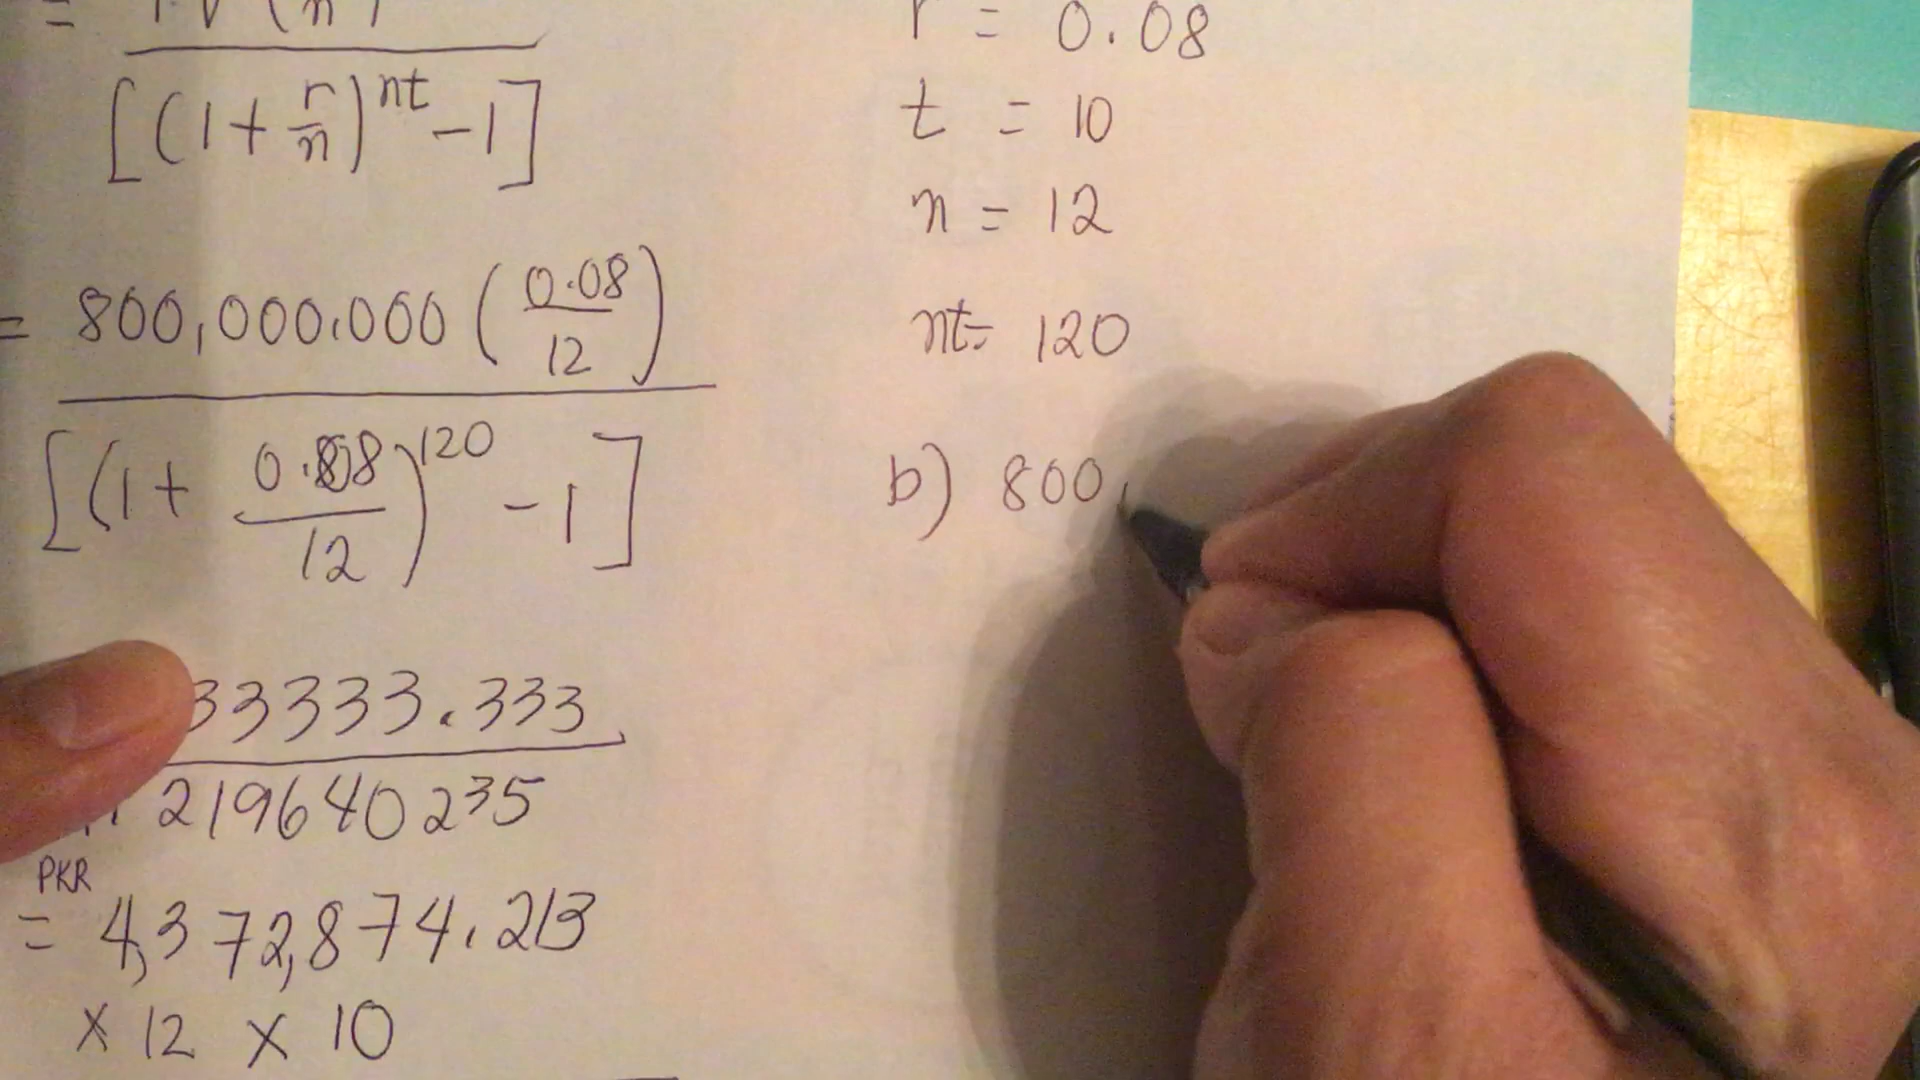 [(1+r/n)^nt-1]
= 800,000,000 (0.08/12)
[(1+0.08/12)^120 -1]
33333.333
219640235
PKR
= 4,372,874.213
x 12 x 10
r = 0.08
t = 10
n = 12
nt= 120
b) 800,